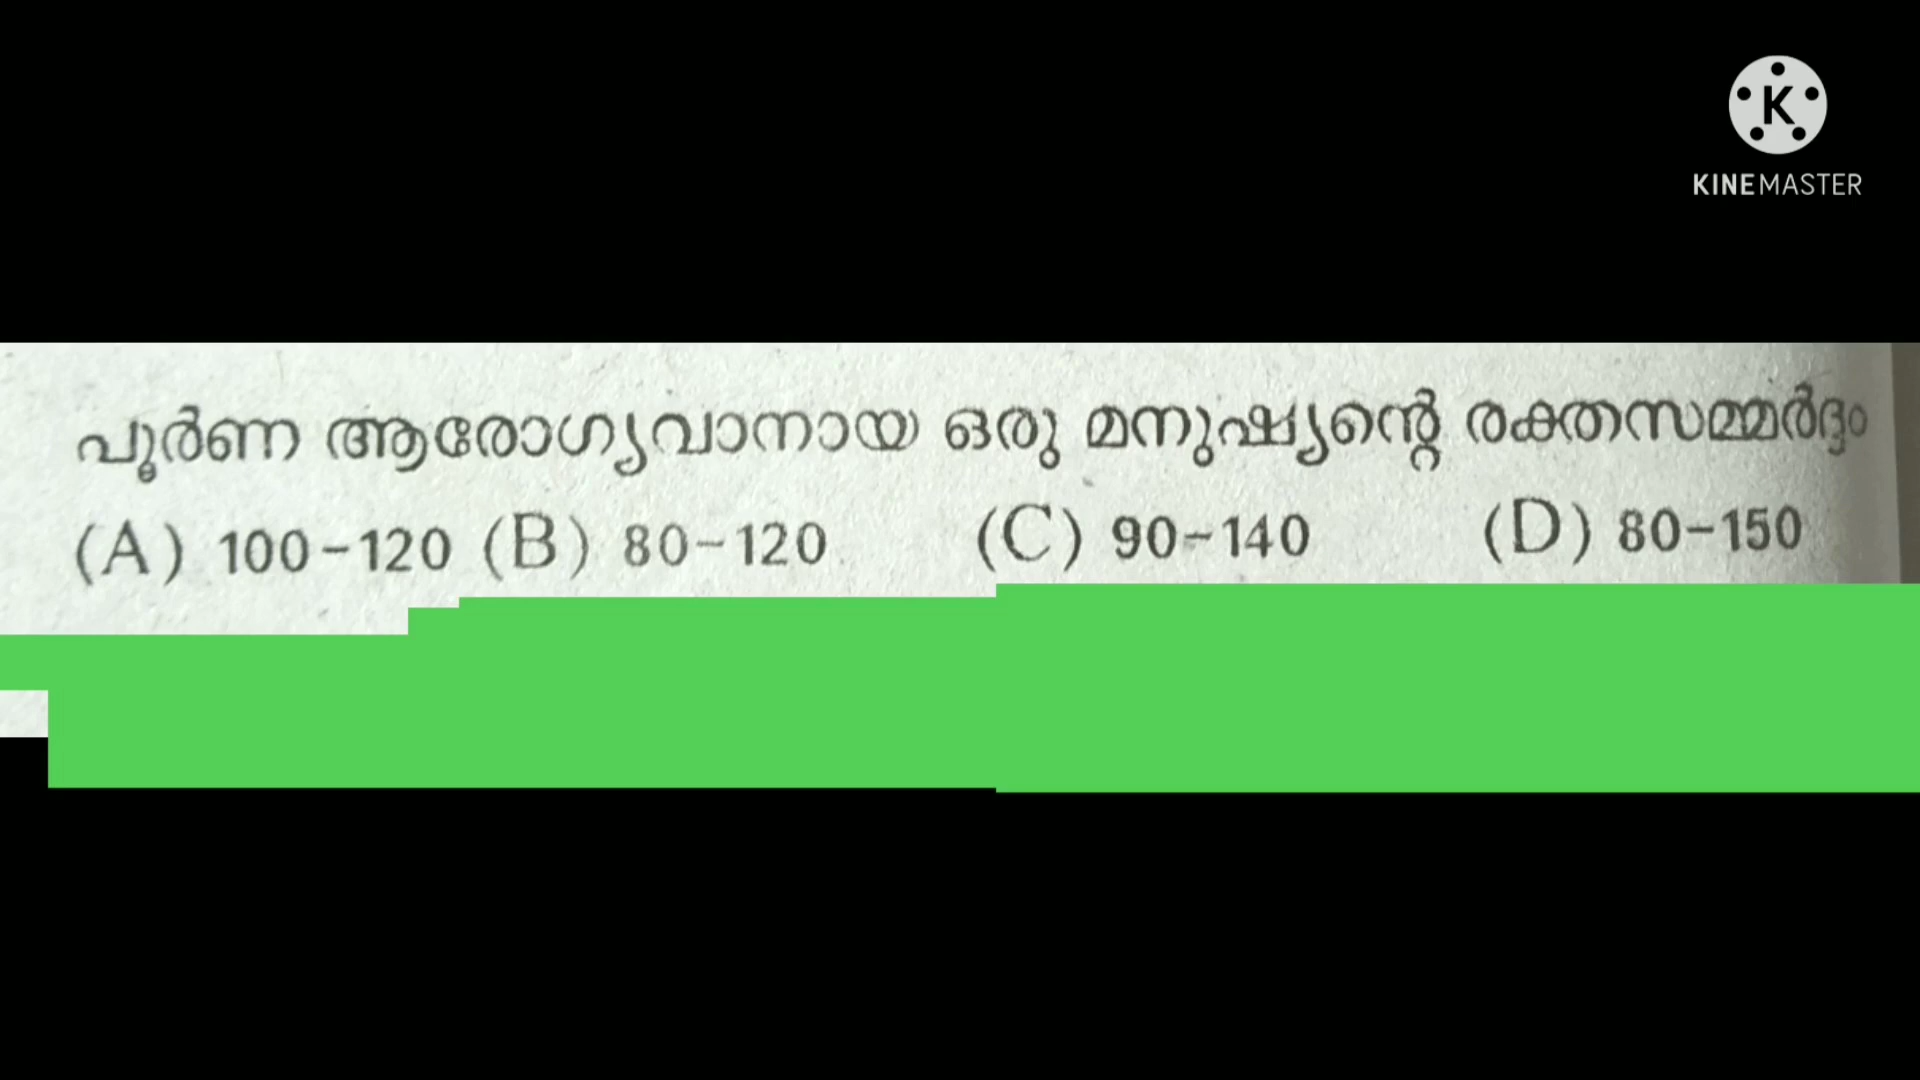 K
KINEMASTER
പൂർണ ആരോഗ്യവാനായ ഒരു മനുഷ്യന്റെ രക്തസമ്മർദ്ദം
(A) 100-120 (B) 80-120 (C) 90-140 (D) 80-150